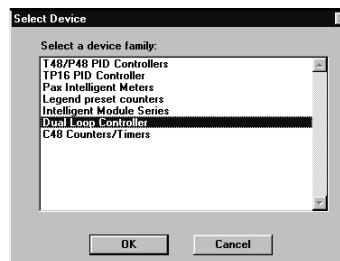 Select Device
Select a device family:
T48/P48 PID Controllers
TP16 PID Controller
Pax Intelligent Meters
Legend preset counters
Intelligent Module Series
Dual Loop Controller
C48 Counters/Timers
OK Cancel